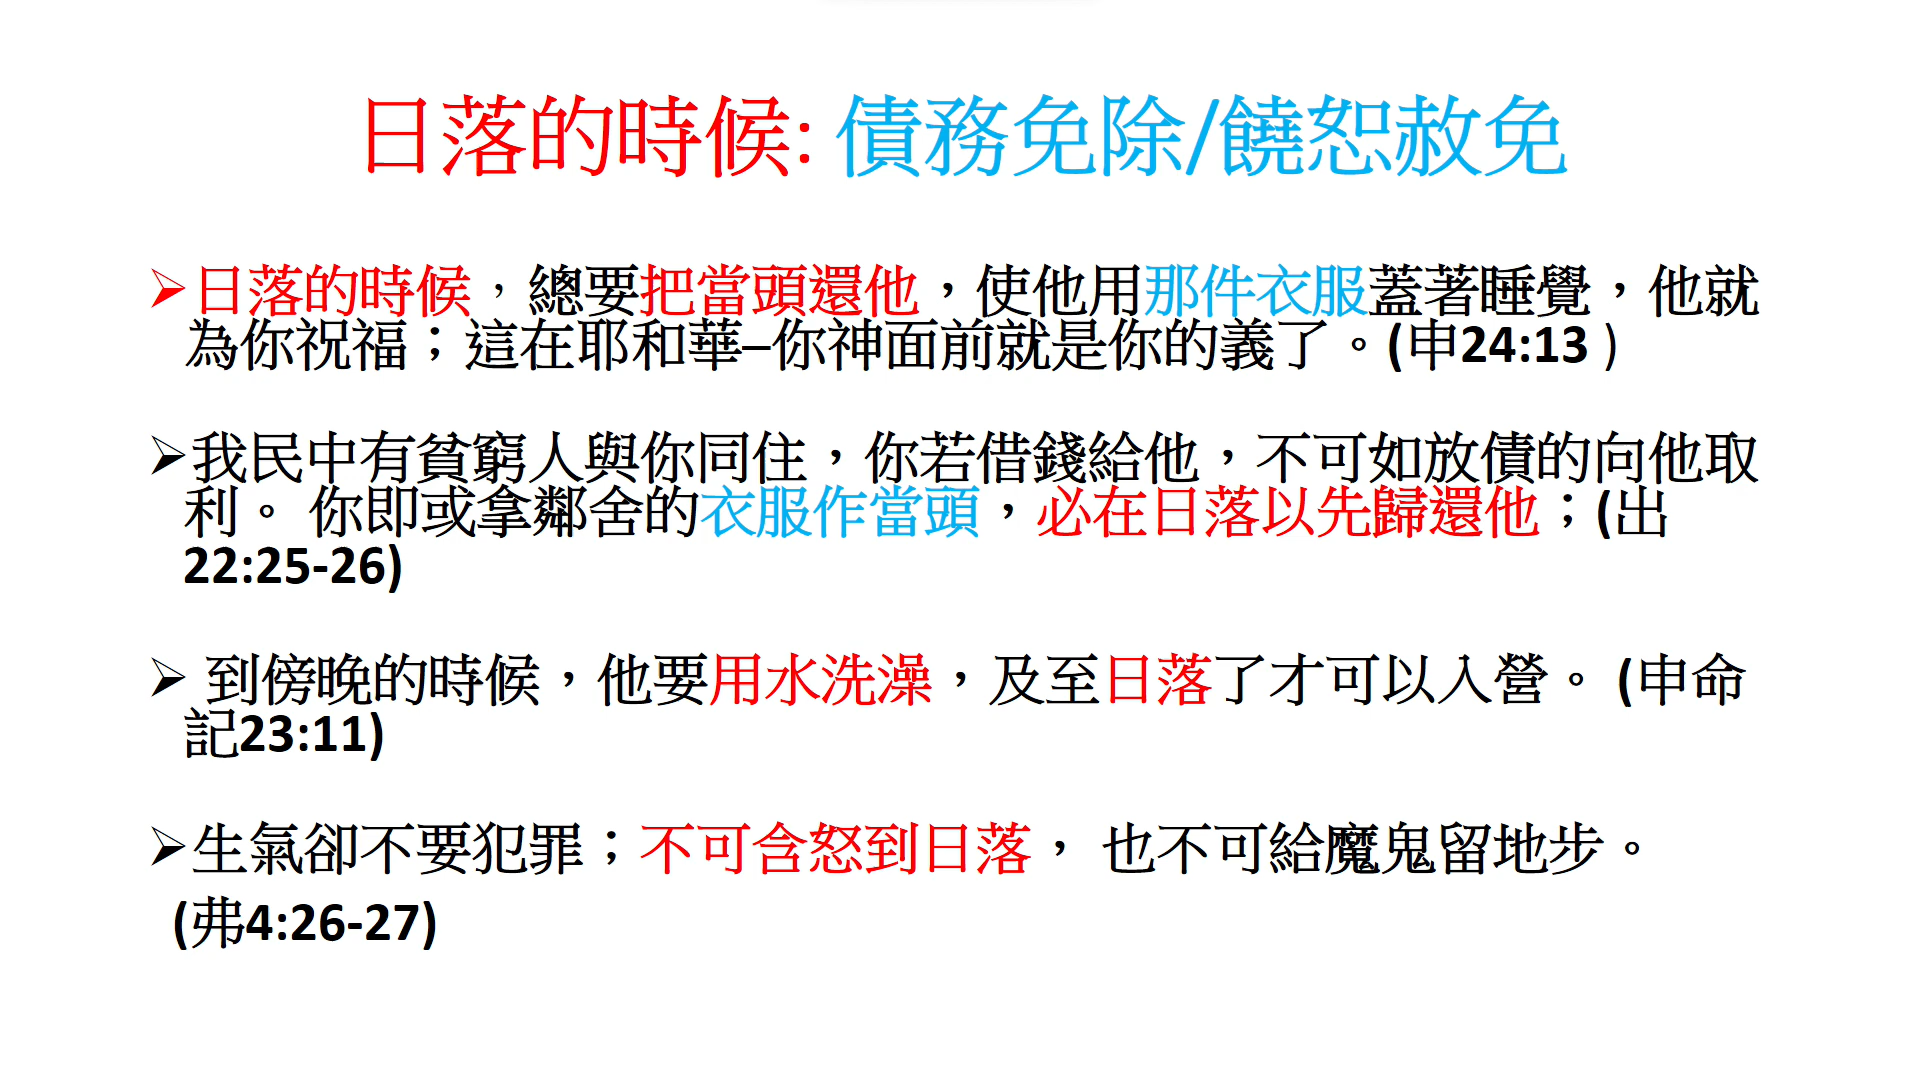 日落的時候: 債務免除/饒恕赦免
➢日落的時候，總要把當頭還他，使他用那件衣服蓋著睡覺，他就
為你祝福；這在耶和華–你神面前就是你的義了。(申24:13 )
➢我民中有貧窮人與你同住，你若借錢給他，不可如放債的向他取
利。 你即或拿鄰舍的衣服作當頭，必在日落以先歸還他；(出
22:25-26)
➢ 到傍晚的時候，他要用水洗澡，及至日落了才可以入營。 (申命
記23:11)
➢生氣卻不要犯罪；不可含怒到日落， 也不可給魔鬼留地步。
(弗4:26-27)